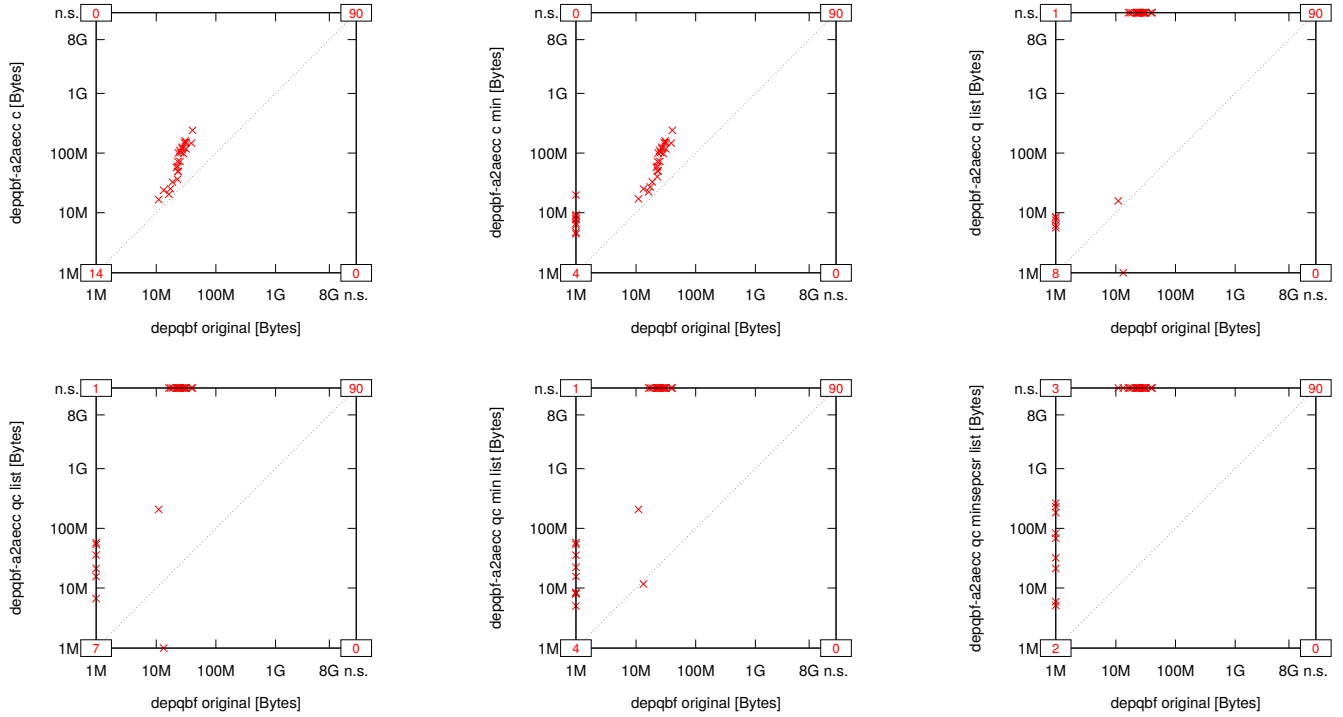 n.s. 0 90
8G
1G
100M
10M
1M 14 0
1M 10M 100M 1G 8G n.s.
depqbf original [Bytes]
depqbf-a2aecc c [Bytes]
n.s. 0 90
8G
1G
100M
10M
1M 4 0
1M 10M 100M 1G 8G n.s.
depqbf original [Bytes]
depqbf-a2aecc c min [Bytes]
n.s. 1 90
8G
1G
100M
10M
1M 8 0
1M 10M 100M 1G 8G n.s.
depqbf original [Bytes]
depqbf-a2aecc q list [Bytes]
n.s. 1 90
8G
1G
100M
10M
1M 7 0
1M 10M 100M 1G 8G n.s.
depqbf original [Bytes]
depqbf-a2aecc qc list [Bytes]
n.s. 1 90
8G
1G
100M
10M
1M 4 0
1M 10M 100M 1G 8G n.s.
depqbf original [Bytes]
depqbf-a2aecc qc min list [Bytes]
n.s. 3 90
8G
1G
100M
10M
1M 2 0
1M 10M 100M 1G 8G n.s.
depqbf original [Bytes]
depqbf-a2aecc qc minsepcsr list [Bytes]